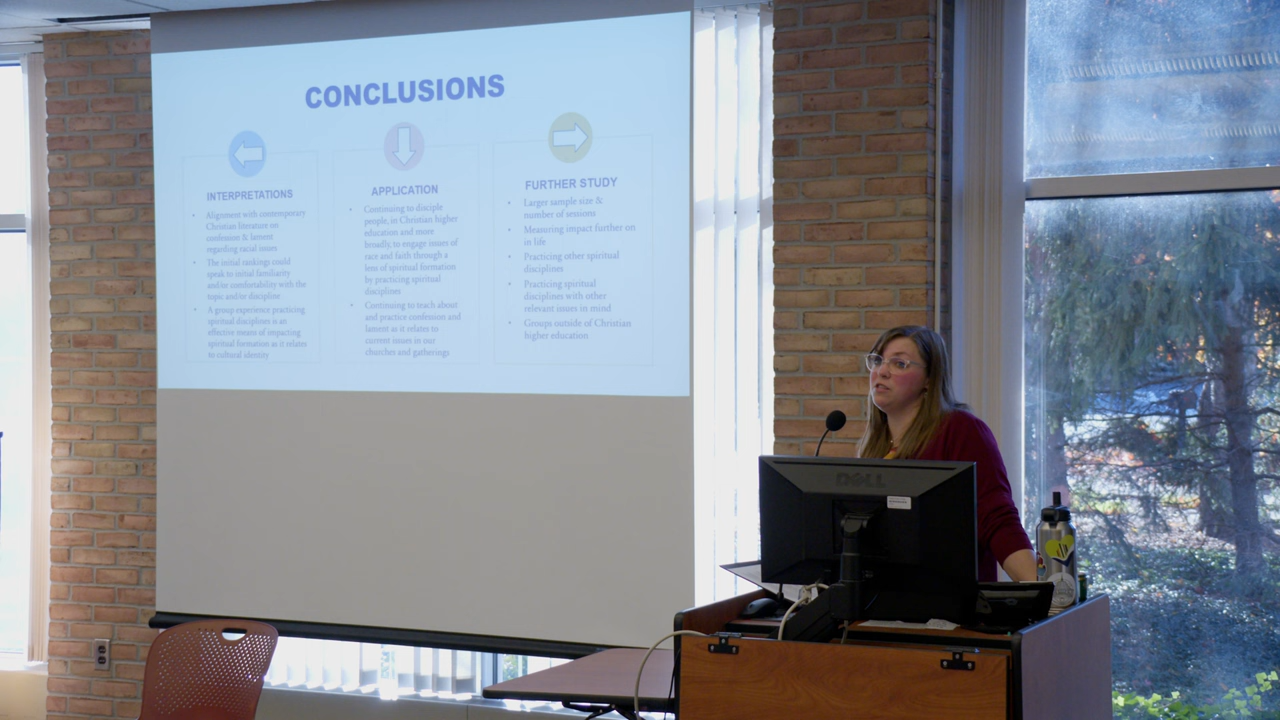 CONCLUSIONS
INTERPRETATIONS
• Alignment with contemporary
Christian literature on
confession & lament
regarding racial issues
• The initial rankings could
speak to initial familiarity
and/or comfortability with the
topic and/or discipline
• A group experience practicing
spiritual disciplines is an
effective means of impacting
spiritual formation as it relates
to cultural identity
APPLICATION
• Continuing to disciple
people, in Christian higher
education and more
broadly, to engage issues of
race and faith through a
lens of spiritual formation
by practicing spiritual
disciplines
• Continuing to teach about
and practice confession and
lament as it relates to
current issues in our
churches and gatherings
FURTHER STUDY
• Larger sample size &
number of sessions
• Measuring impact further on
in life
• Practicing other spiritual
disciplines
• Practicing spiritual
disciplines with other
relevant issues in mind
• Groups outside of Christian
higher education
DELL